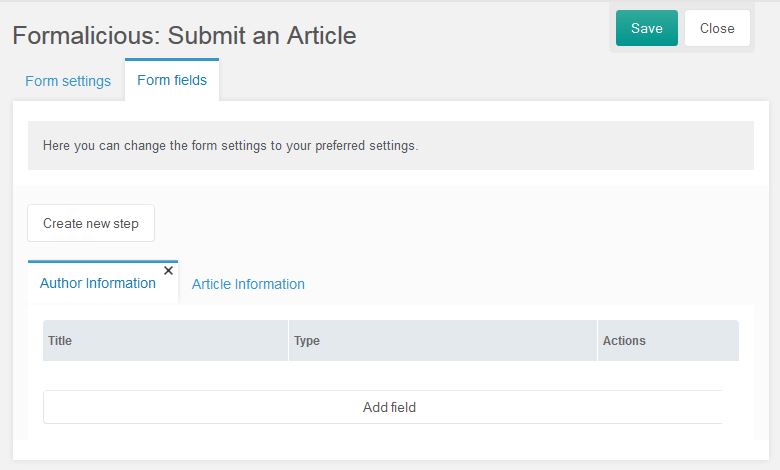 Formalicious: Submit an Article
Save
Close
Form settings
Form fields
Here you can change the form settings to your preferred settings.
Create new step
Author Information
Article Information
Title
Type
Actions
Add field